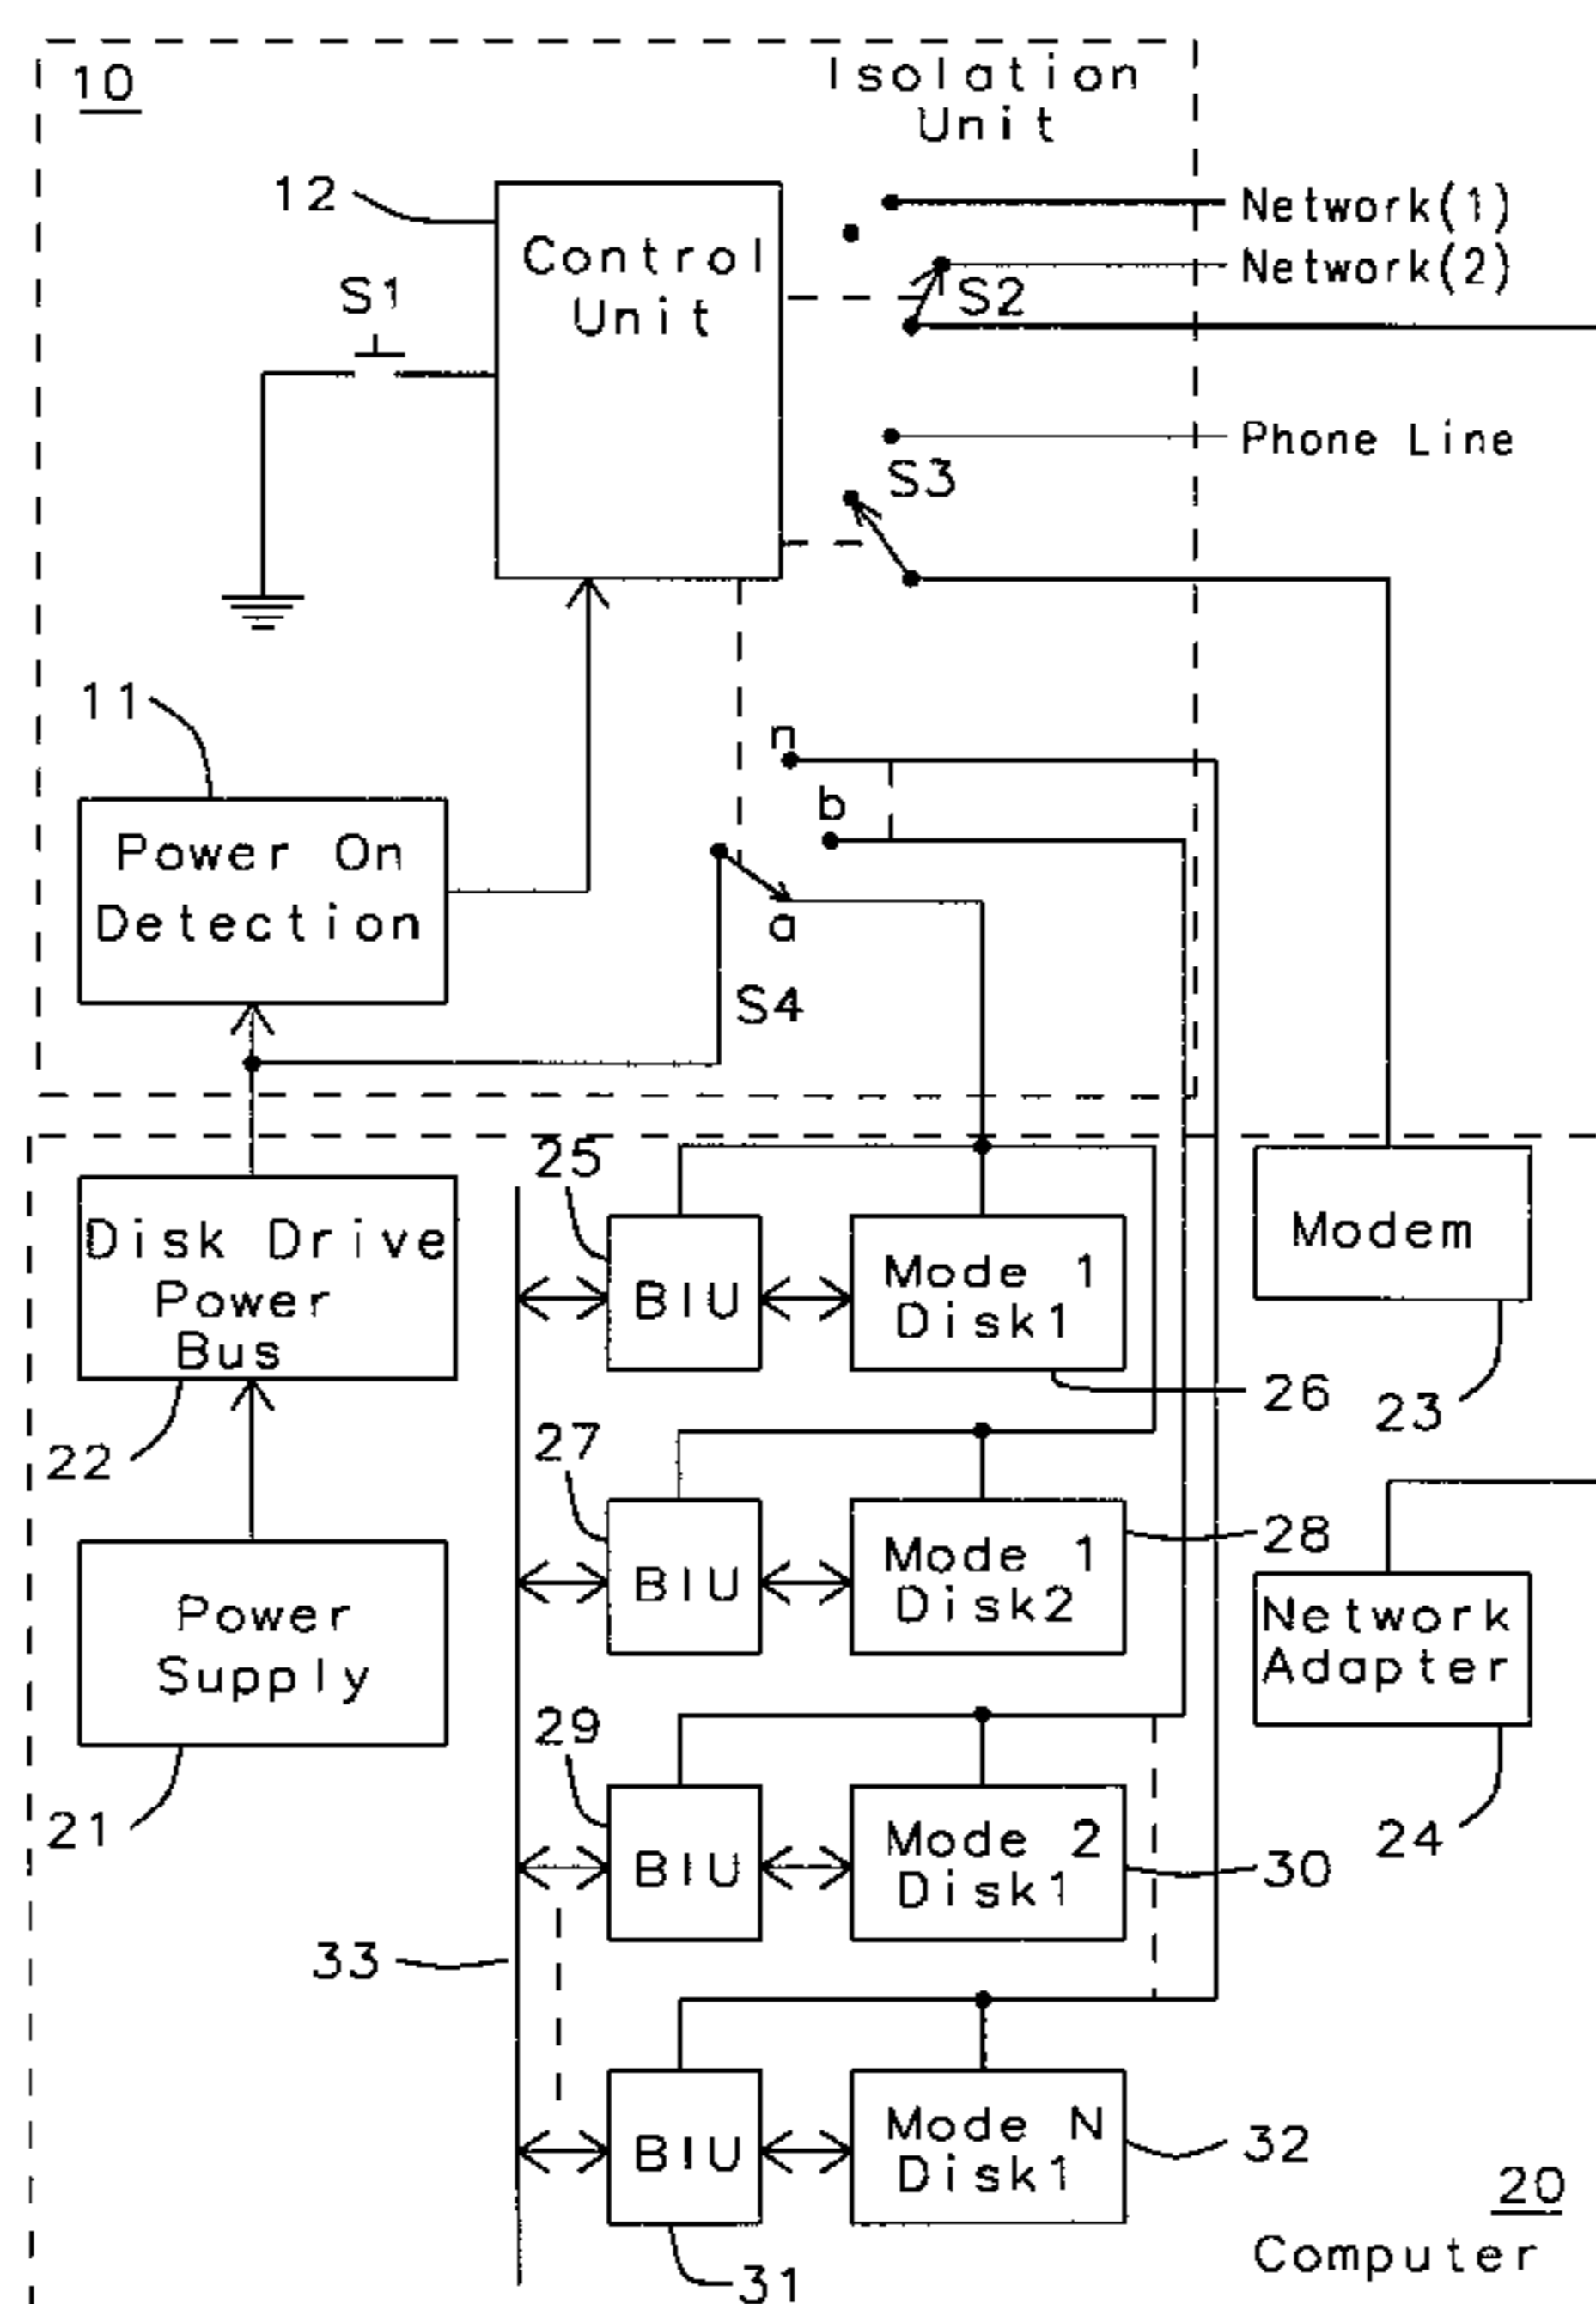 10
Isolation
Unit
12
Control
Unit
S1
Network(1)
Network(2)
S2
Phone Line
S3
11
n
b
Power On
Detection
a
S4
25
Disk Drive
Power
Bus
BIU
Mode 1
Disk1
Modem
26
23
22
27
BIU
Mode 1
Disk2
28
Power
Supply
Network
Adapter
29
21
BIU
Mode 2
Disk1
30
24
33
BIU
Mode N
Disk1
32
31
20
Computer